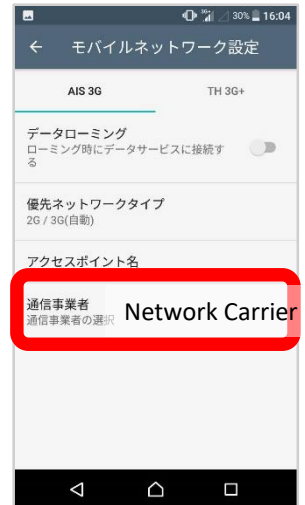 3G 30% 16:04
モバイルネットワーク設定
AIS 3G TH 3G+
データローミング
ローミング時にデータサービスに接続す
る
優先ネットワークタイプ
2G / 3G(自動)
アクセスポイント名
通信事業者
通信事業者の選択
Network Carrier